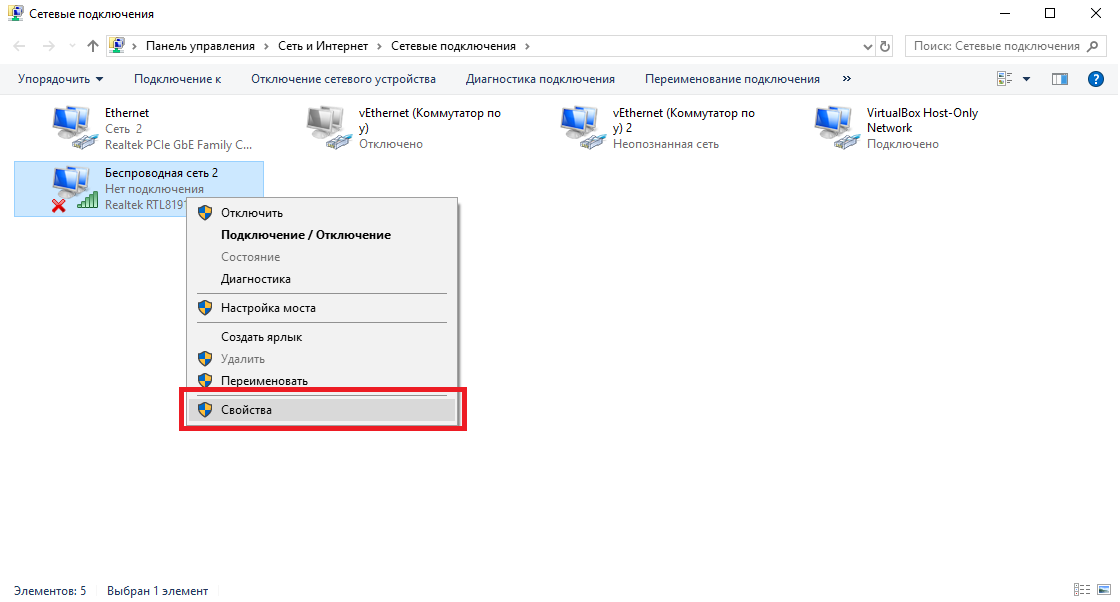 Сетевые подключения
Панель управления
Сеть и Интернет
Сетевые подключения
Поиск: Сетевые подключения
Упорядочить
Подключение к
Отключение сетевого устройства
Диагностика подключения
Переименование подключения
»
?
Ethernet
Сеть 2
Realtek PCIe GbE Family C...
vEthernet (Коммутатор по
у)
Отключено
vEthernet (Коммутатор по
у) 2
Неопознанная сеть
VirtualBox Host-Only
Network
Подключено
Беспроводная сеть 2
Нет подключения
Realtek RTL819
Отключить
Подключение / Отключение
Состояние
Диагностика
Настройка моста
Создать ярлык
Удалить
Переименовать
Свойства
Элементов: 5
Выбран 1 элемент